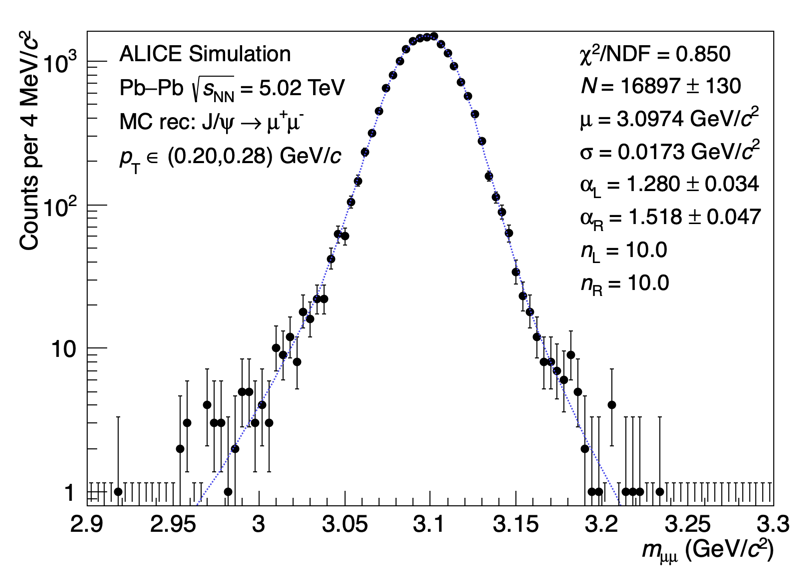 ALICE Simulation
Pb–Pb √sNN = 5.02 TeV
MC rec: J/ψ → μ+μ-
pT ∈ (0.20,0.28) GeV/c
χ2/NDF = 0.850
N = 16897 ± 130
μ = 3.0974 GeV/c2
σ = 0.0173 GeV/c2
αL = 1.280 ± 0.034
αR = 1.518 ± 0.047
nL = 10.0
nR = 10.0
Counts per 4 MeV/c2
103
102
10
1
2.9 2.95 3 3.05 3.1 3.15 3.2 3.25 3.3
mμμ (GeV/c2)